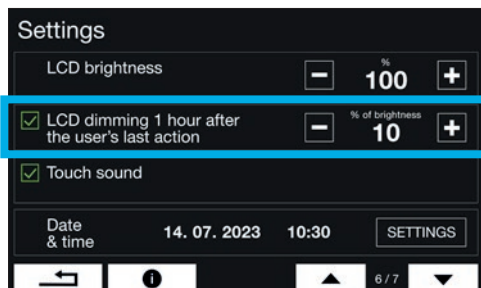 Settings
LCD brightness
%
100
LCD dimming 1 hour after
the user's last action
% of brightness
10
Touch sound
Date
& time
14. 07. 2023
10:30
SETTINGS
6/7